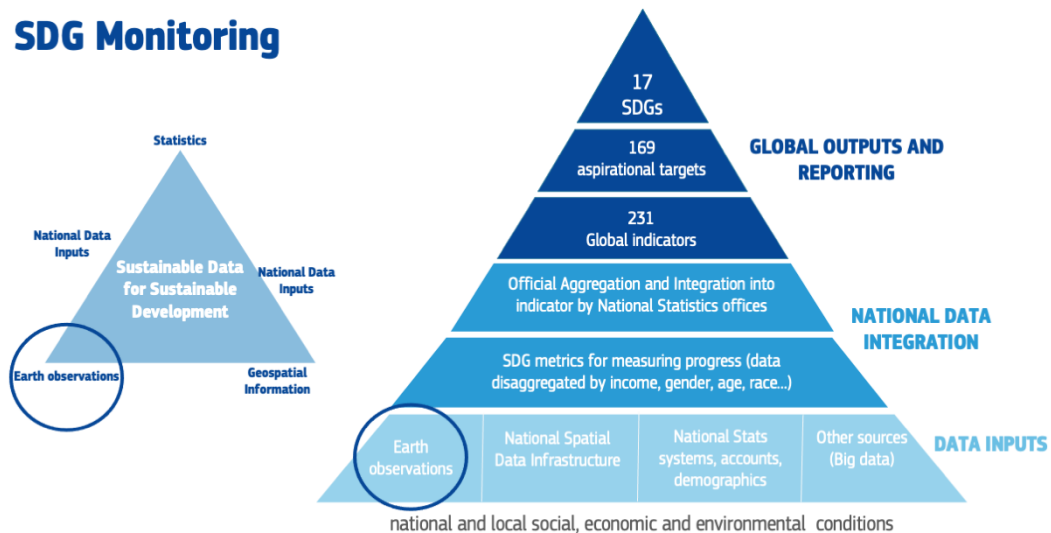 SDG Monitoring
Statistics
National Data
Inputs
National Data
Inputs
Sustainable Data
for Sustainable
Development
Earth observations
Geospatial
Information
17
SDGs
169
aspirational targets
231
Global indicators
GLOBAL OUTPUTS AND
REPORTING
Official Aggregation and Integration into
indicator by National Statistics offices
SDG metrics for measuring progress (data
disaggregated by income, gender, age, race...)
NATIONAL DATA
INTEGRATION
Earth
observations
National Spatial
Data Infrastructure
National Stats
systems, accounts,
demographics
Other sources
(Big data)
DATA INPUTS
national and local social, economic and environmental conditions